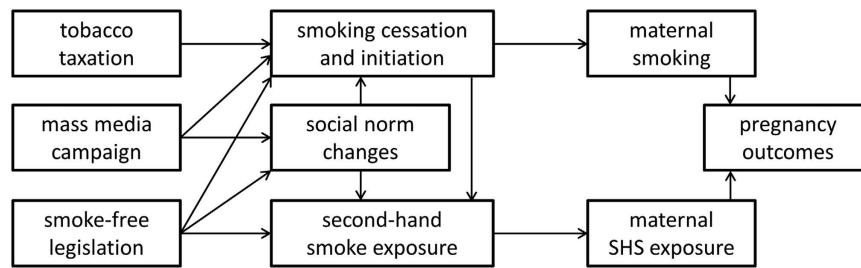 tobacco
taxation
smoking cessation
and initiation
maternal
smoking
mass media
campaign
social norm
changes
pregnancy
outcomes
smoke-free
legislation
second-hand
smoke exposure
maternal
SHS exposure